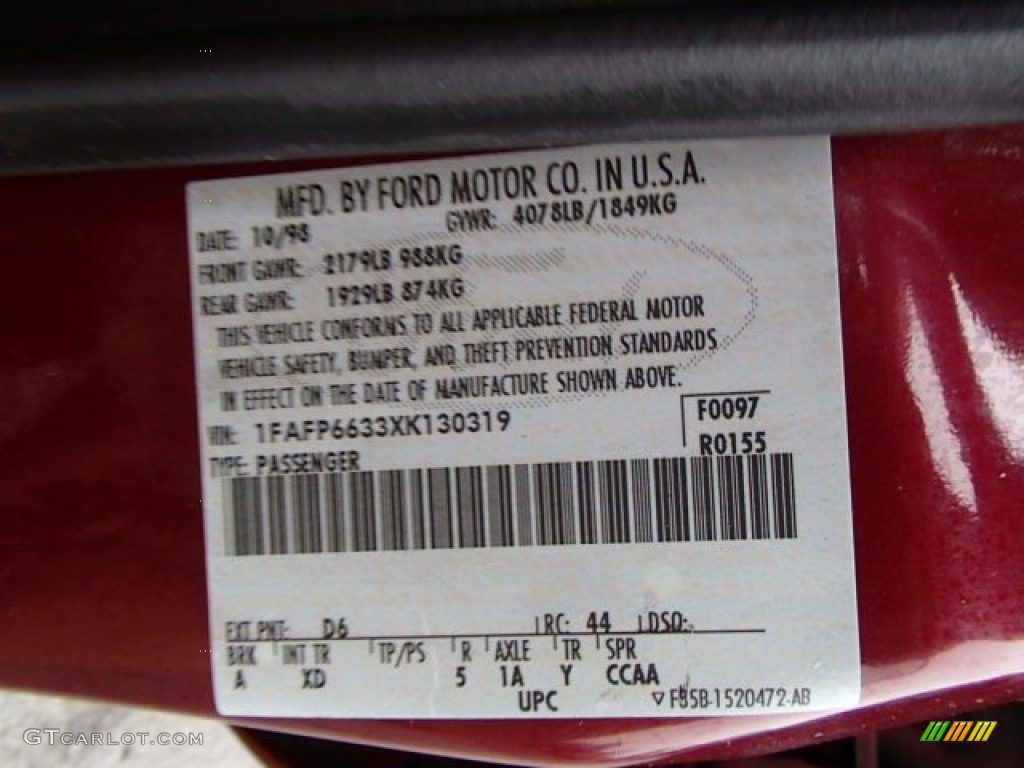 MFD. BY FORD MOTOR CO. IN U.S.A.
DATE: 10/98 GVWR: 4078LB/1849KG
FRONT GAWR: 2179LB 988KG
REAR GAWR: 1929LB 874KG
THIS VEHICLE CONFORMS TO ALL APPLICABLE FEDERAL MOTOR
VEHICLE SAFETY, BUMPER, AND THEFT PREVENTION STANDARDS
IN EFFECT ON THE DATE OF MANUFACTURE SHOWN ABOVE.
VIN: 1FAFP6633XK130319 F0097
TYPE: PASSENGER R0155
EXT PNT: D6 RC: 44 DSO:
BRK INT TR TP/PS R AXLE TR SPR
A XD 5 1A Y CCAA
UPC F85B-1520472-AB
GTCARLOT.COM